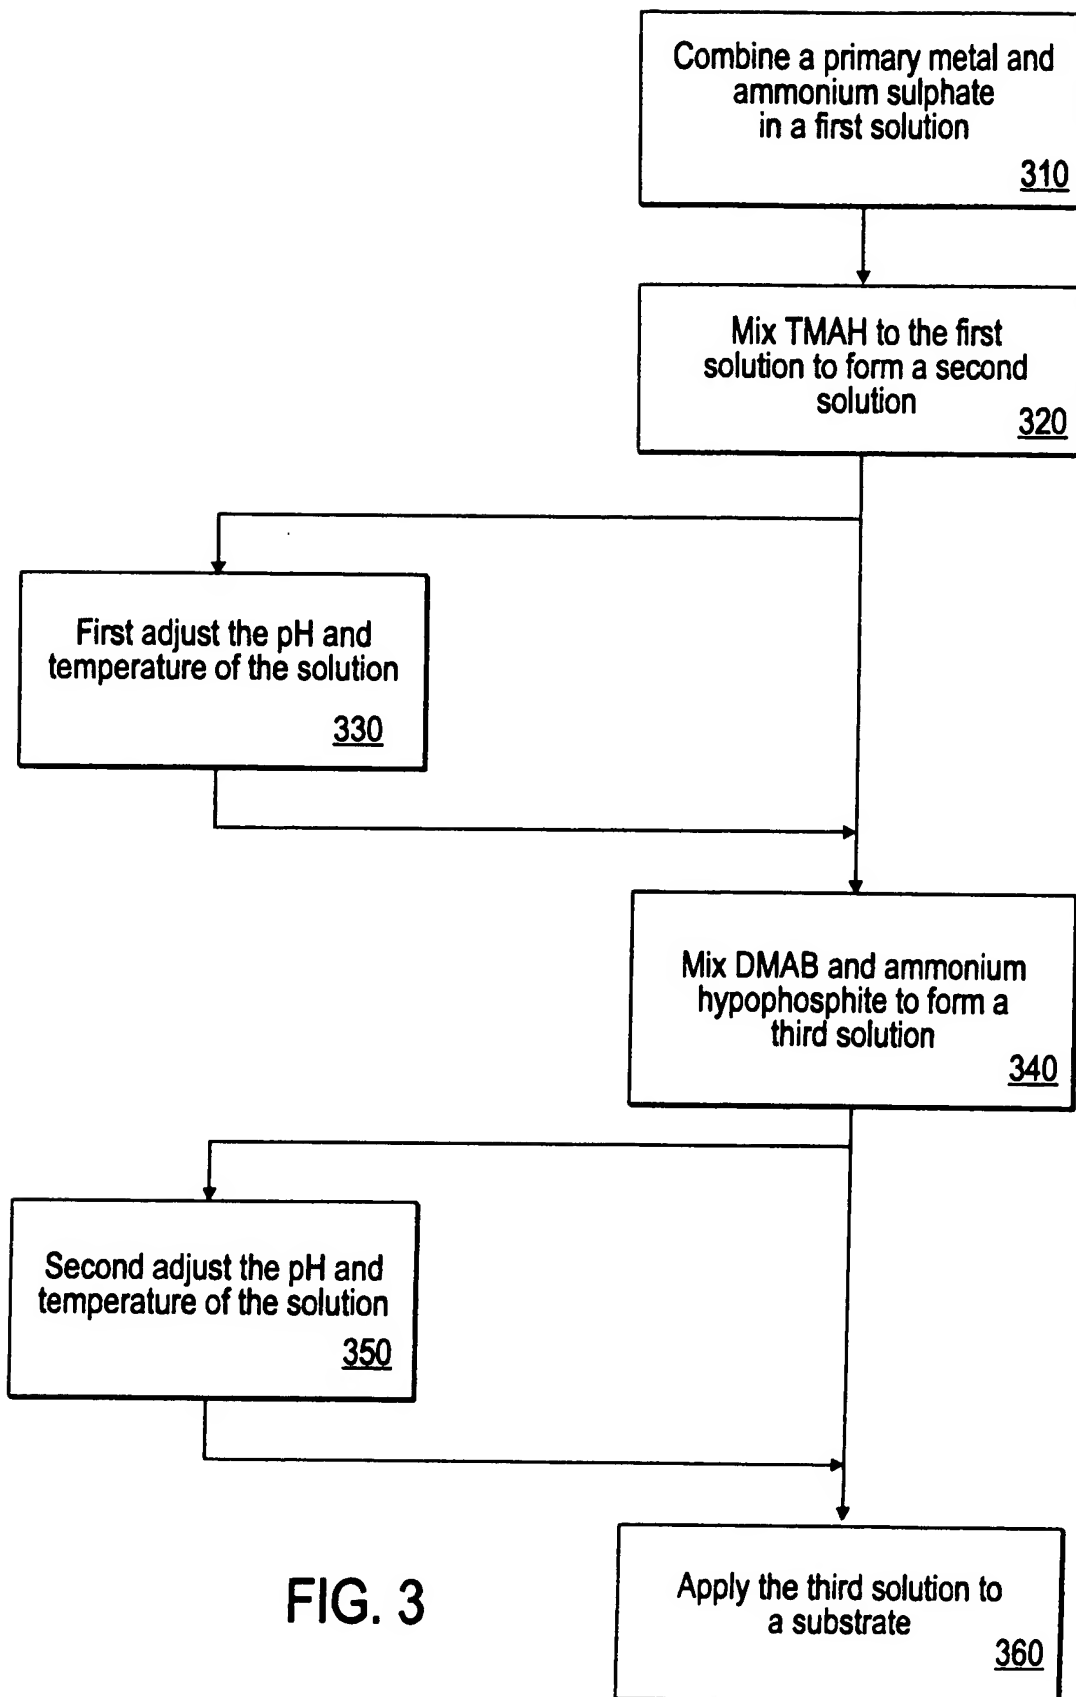 Combine a primary metal and
ammonium sulphate
in a first solution
310
Mix TMAH to the first
solution to form a second
solution
320
First adjust the pH and
temperature of the solution
330
Mix DMAB and ammonium
hypophosphite to form a
third solution
340
Second adjust the pH and
temperature of the solution
350
Apply the third solution to
a substrate
360
FIG. 3